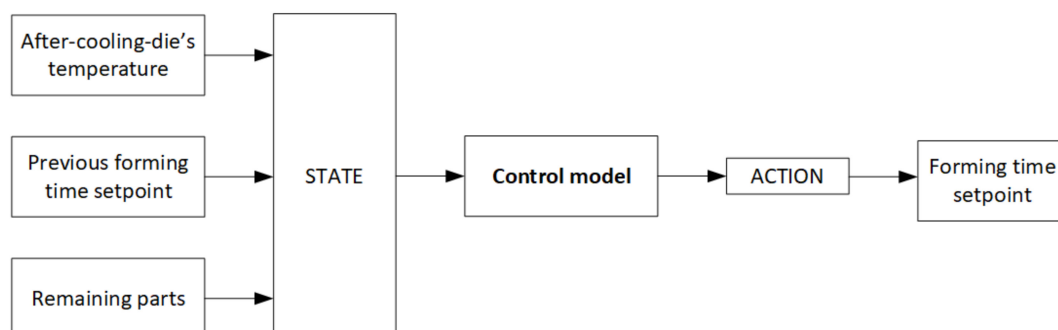 After-cooling-die's
temperature
Previous forming
time setpoint
Remaining parts
STATE
Control model
ACTION
Forming time
setpoint